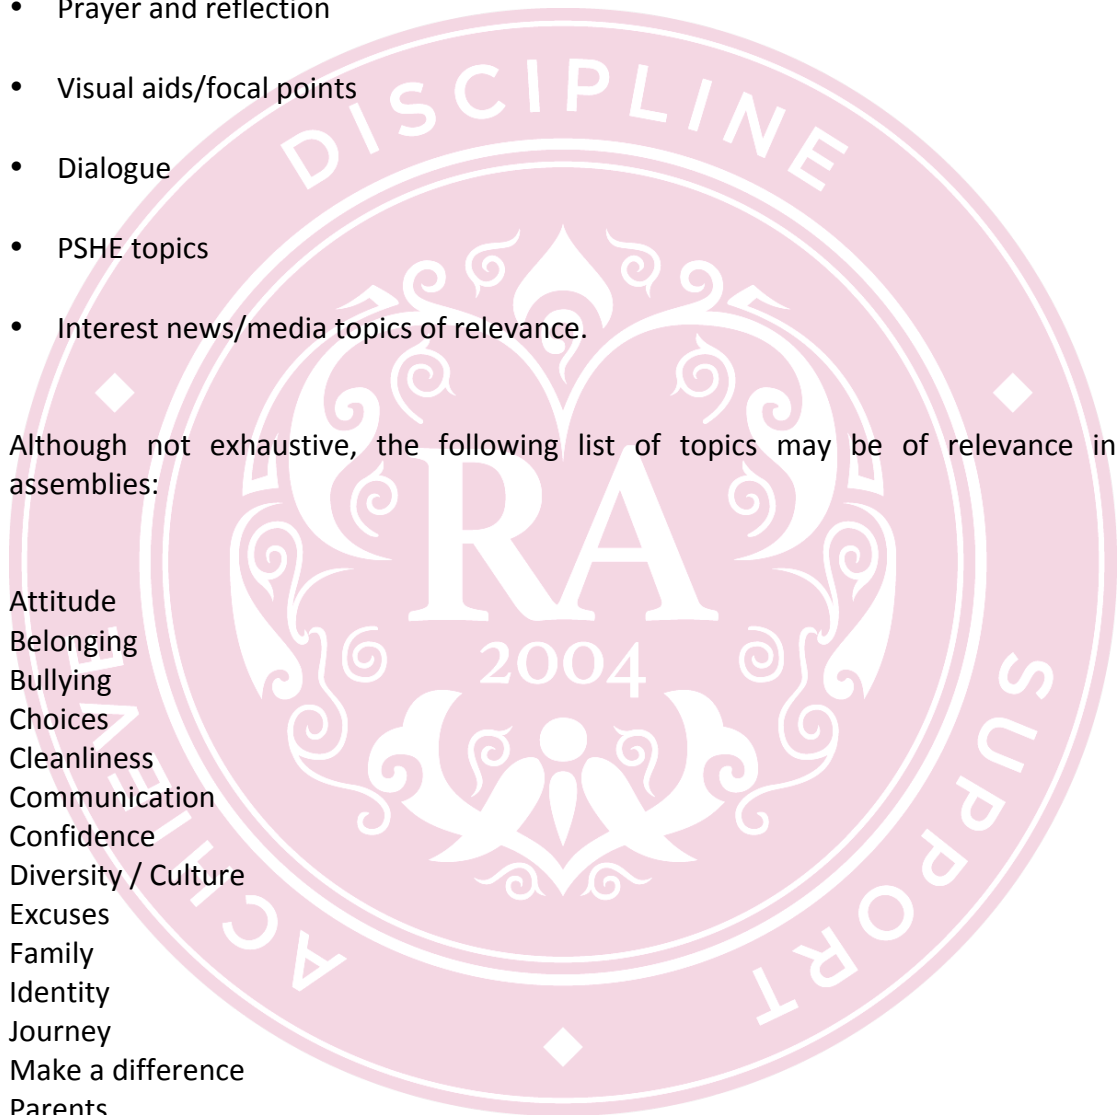 • Prayer and reflection
• Visual aids/focal points
• Dialogue
• PSHE topics
• Interest news/media topics of relevance.
Although not exhaustive, the following list of topics may be of relevance in
assemblies:
Attitude
Belonging
Bullying
Choices
Cleanliness
Communication
Confidence
Diversity / Culture
Excuses
Family
Identity
Journey
Make a difference
Parents
DISCIPLINE
SUPPORT
ACHIEVE
RA
2004